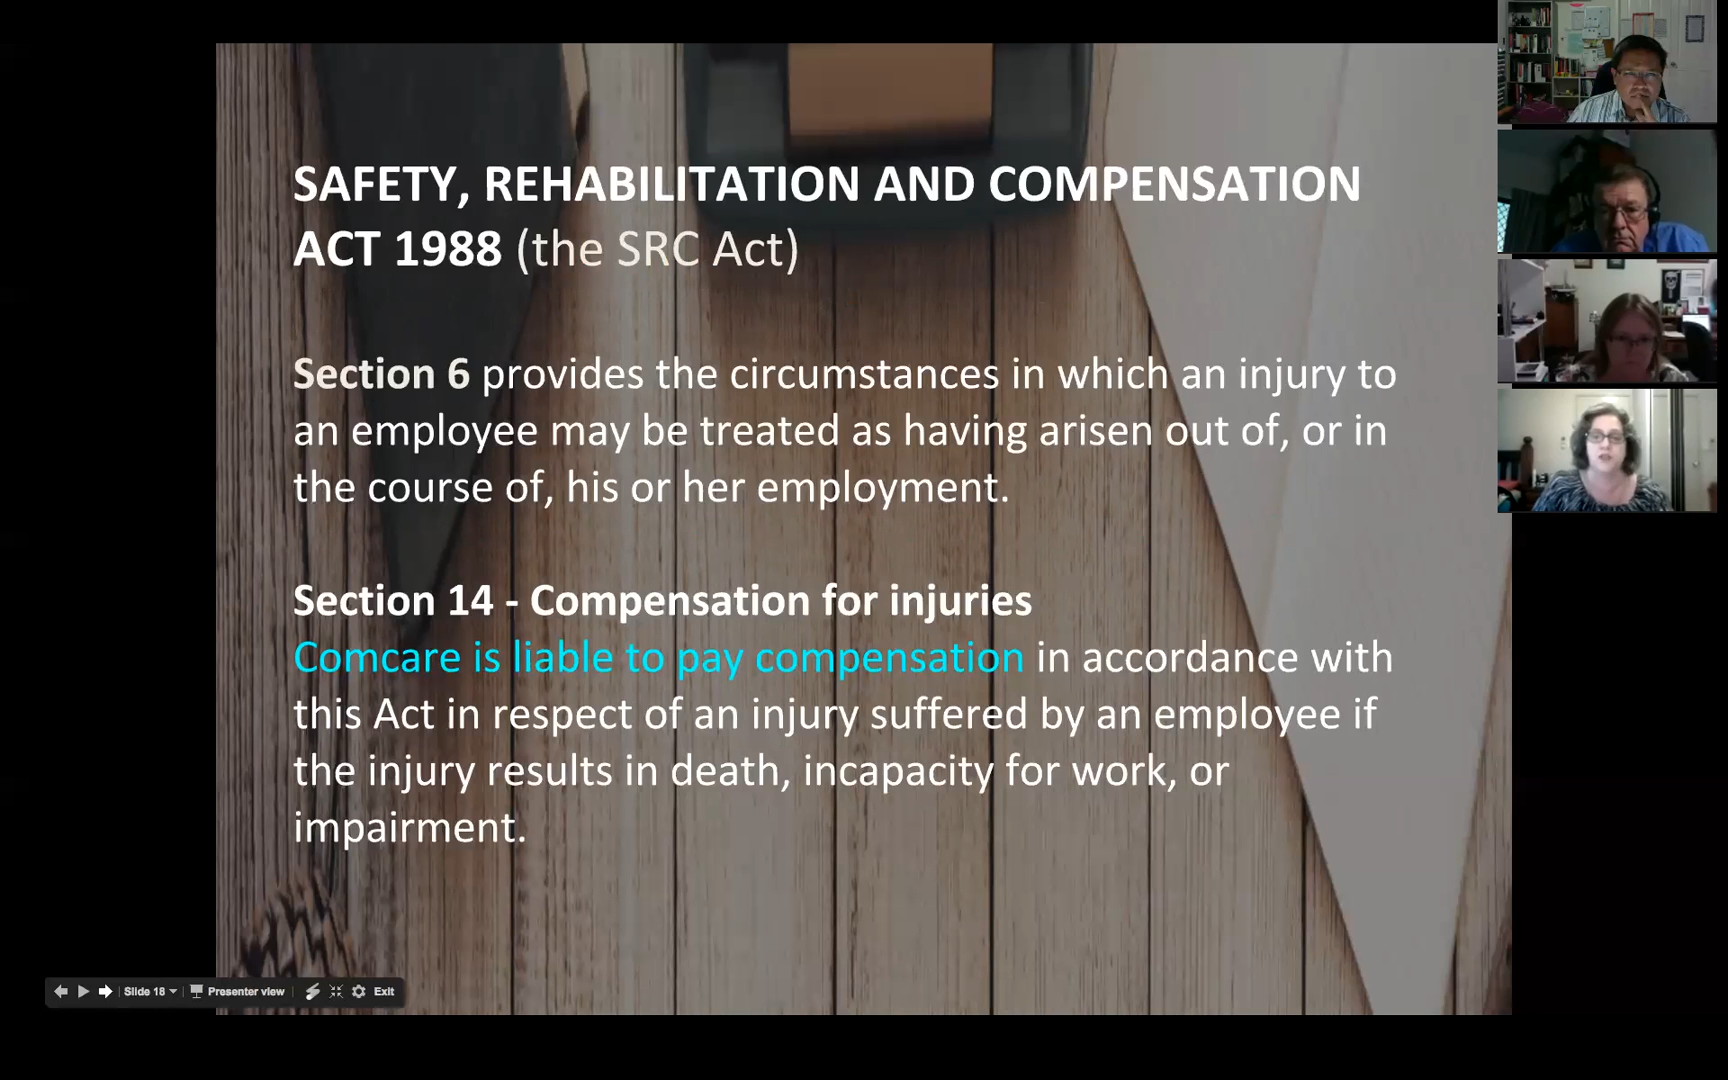 SAFETY, REHABILITATION AND COMPENSATION
ACT 1988 (the SRC Act)
Section 6 provides the circumstances in which an injury to
an employee may be treated as having arisen out of, or in
the course of, his or her employment.
Section 14 - Compensation for injuries
Comcare is liable to pay compensation in accordance with
this Act in respect of an injury suffered by an employee if
the injury results in death, incapacity for work, or
impairment.
Slide 18 Presenter view Exit